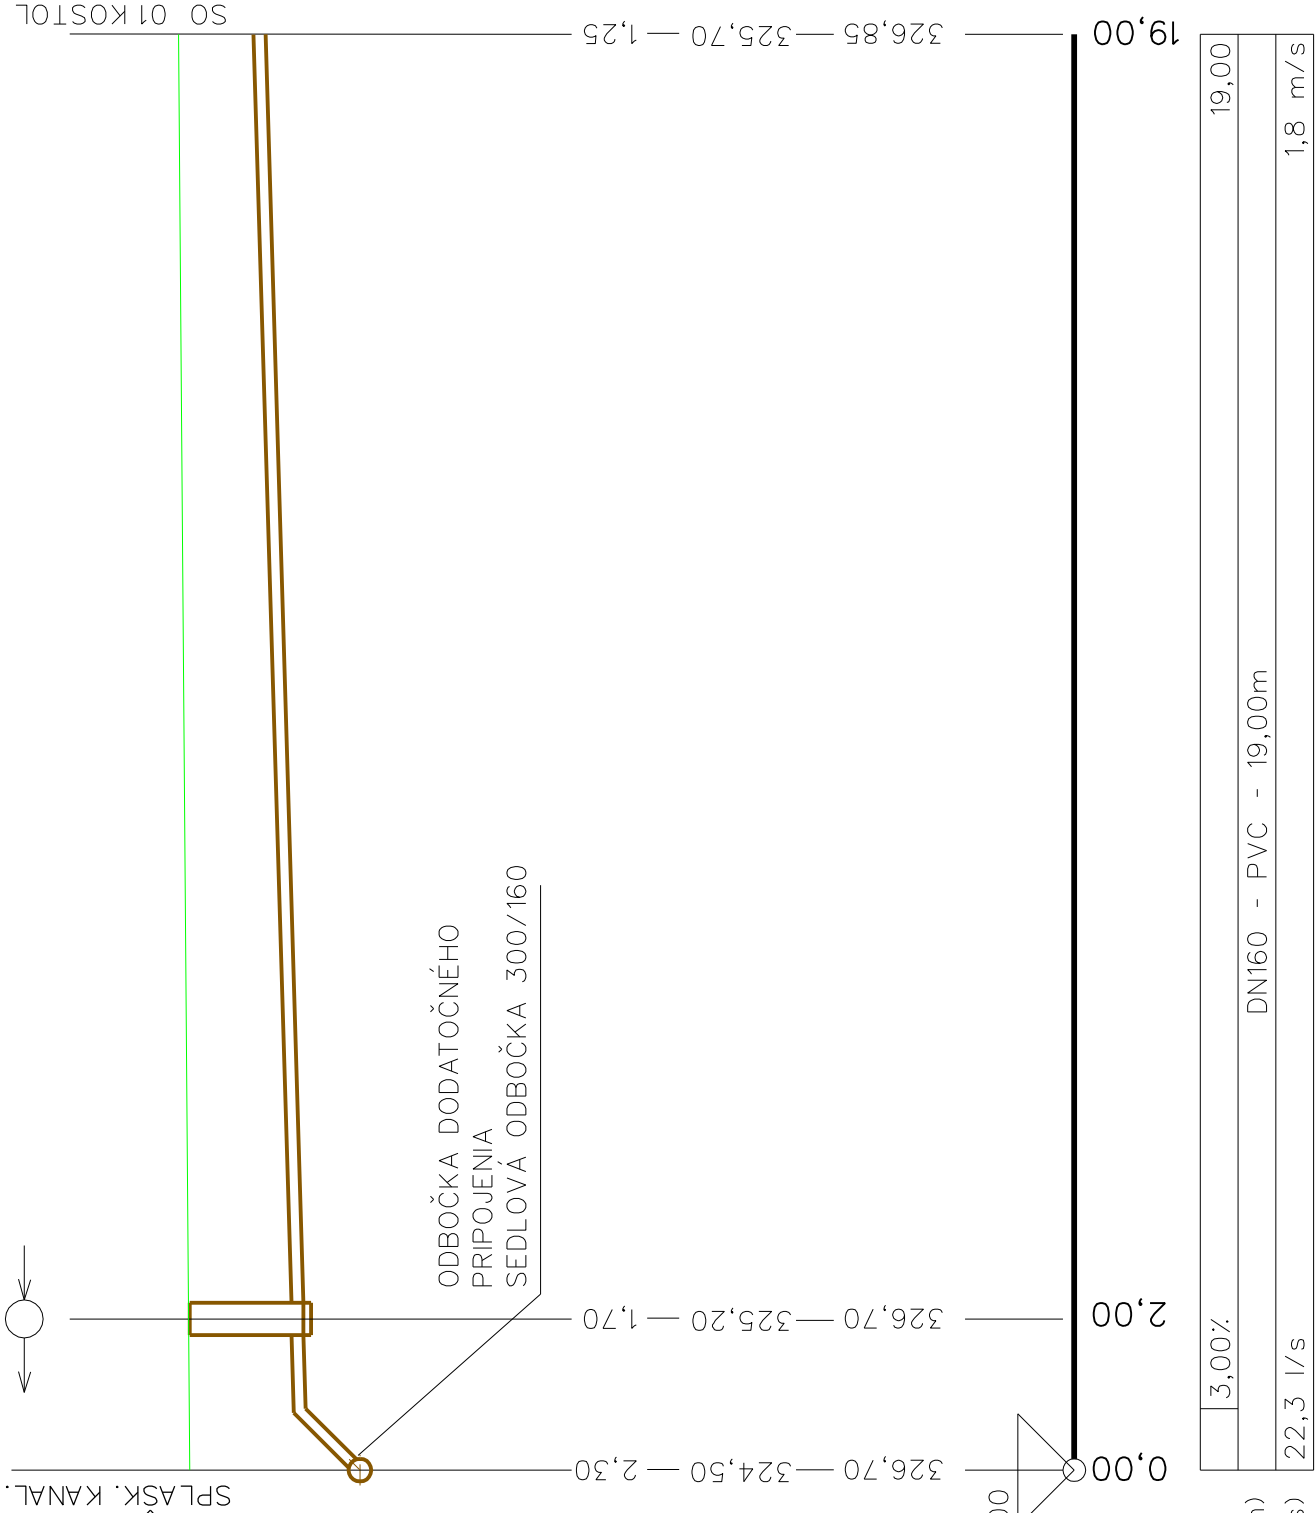 SO 01 KOSTOL
1,25
325,70
326,85
19,00
19,00
1,8 m/s
ODBOČKA DODATOČNÉHO
PRIPOJENIA
SEDLOVÁ ODBOČKA 300/160
DN160 - PVC - 19,00m
1,70
325,20
326,70
2,00
3,00%
22,3 l/s
2,30
324,50
326,70
0,00
SPLAŠK. KANAL.